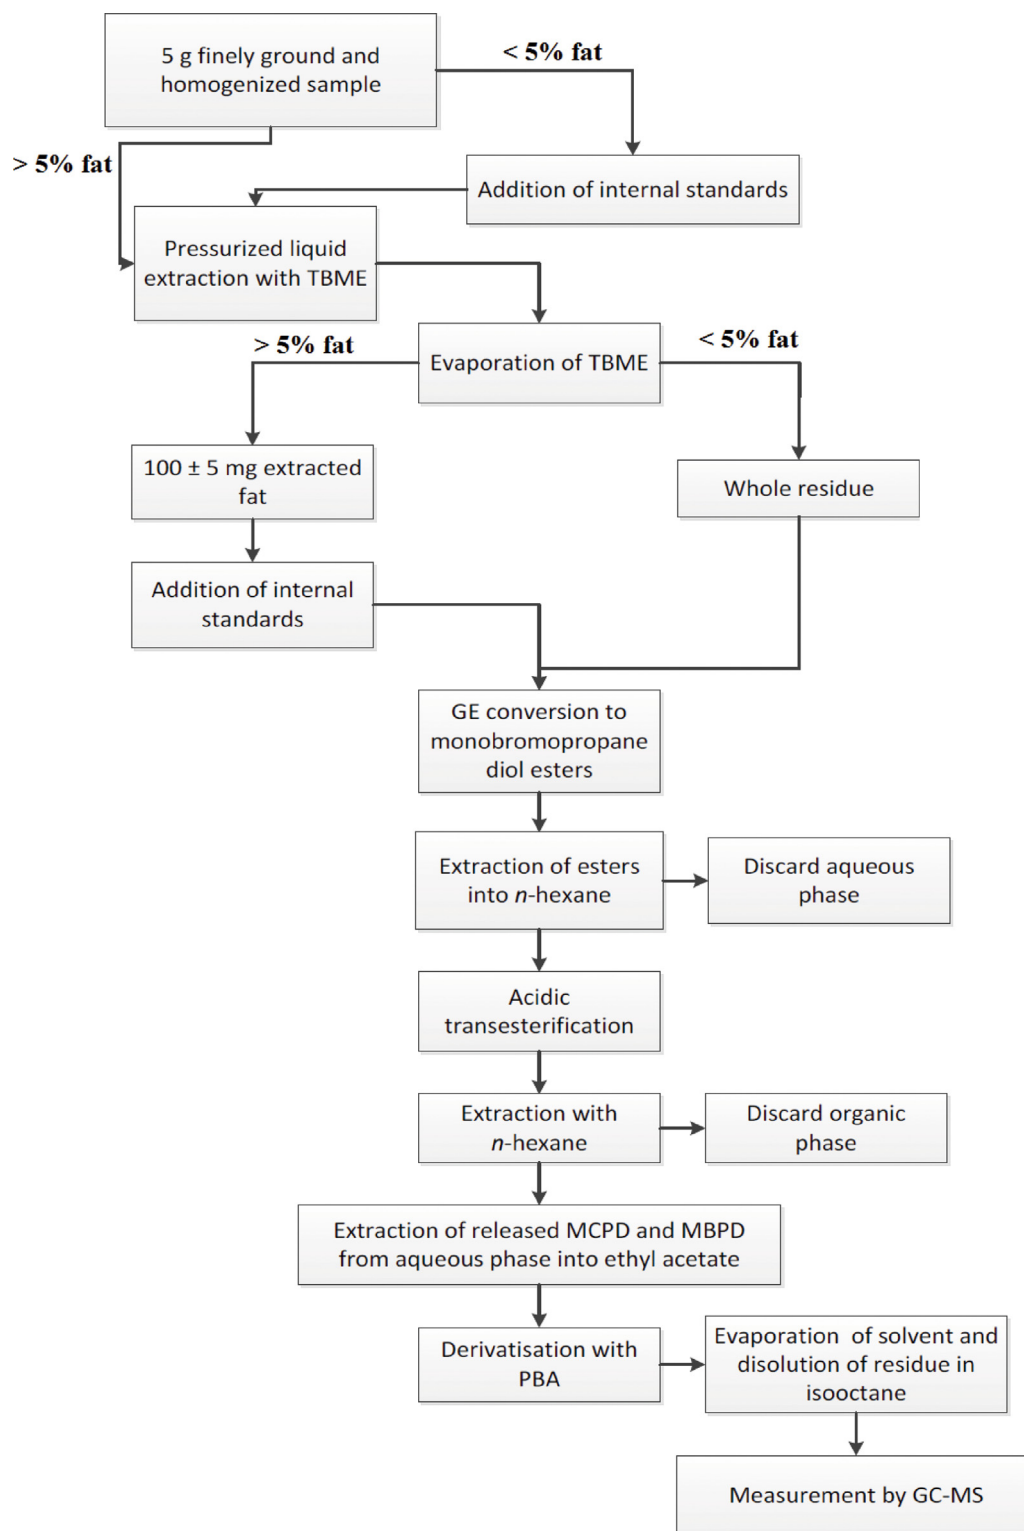 5 g finely ground and
homogenized sample
< 5% fat
> 5% fat
Addition of internal standards
Pressurized liquid
extraction with TBME
Evaporation of TBME
> 5% fat
< 5% fat
100 ± 5 mg extracted
fat
Whole residue
Addition of internal
standards
GE conversion to
monobromopropane
diol esters
Extraction of esters
into n-hexane
Discard aqueous
phase
Acidic
transesterification
Extraction with
n-hexane
Discard organic
phase
Extraction of released MCPD and MBPD
from aqueous phase into ethyl acetate
Derivatisation with
PBA
Evaporation of solvent and
disolution of residue in
isooctane
Measurement by GC-MS